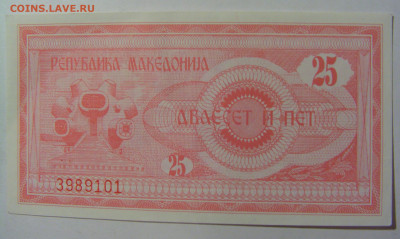 COINS.LAVE.RU
РЕПУБЛИКА МАКЕДОНИЈА
25
ДВАЕСЕТ И ПЕТ
25
3989101